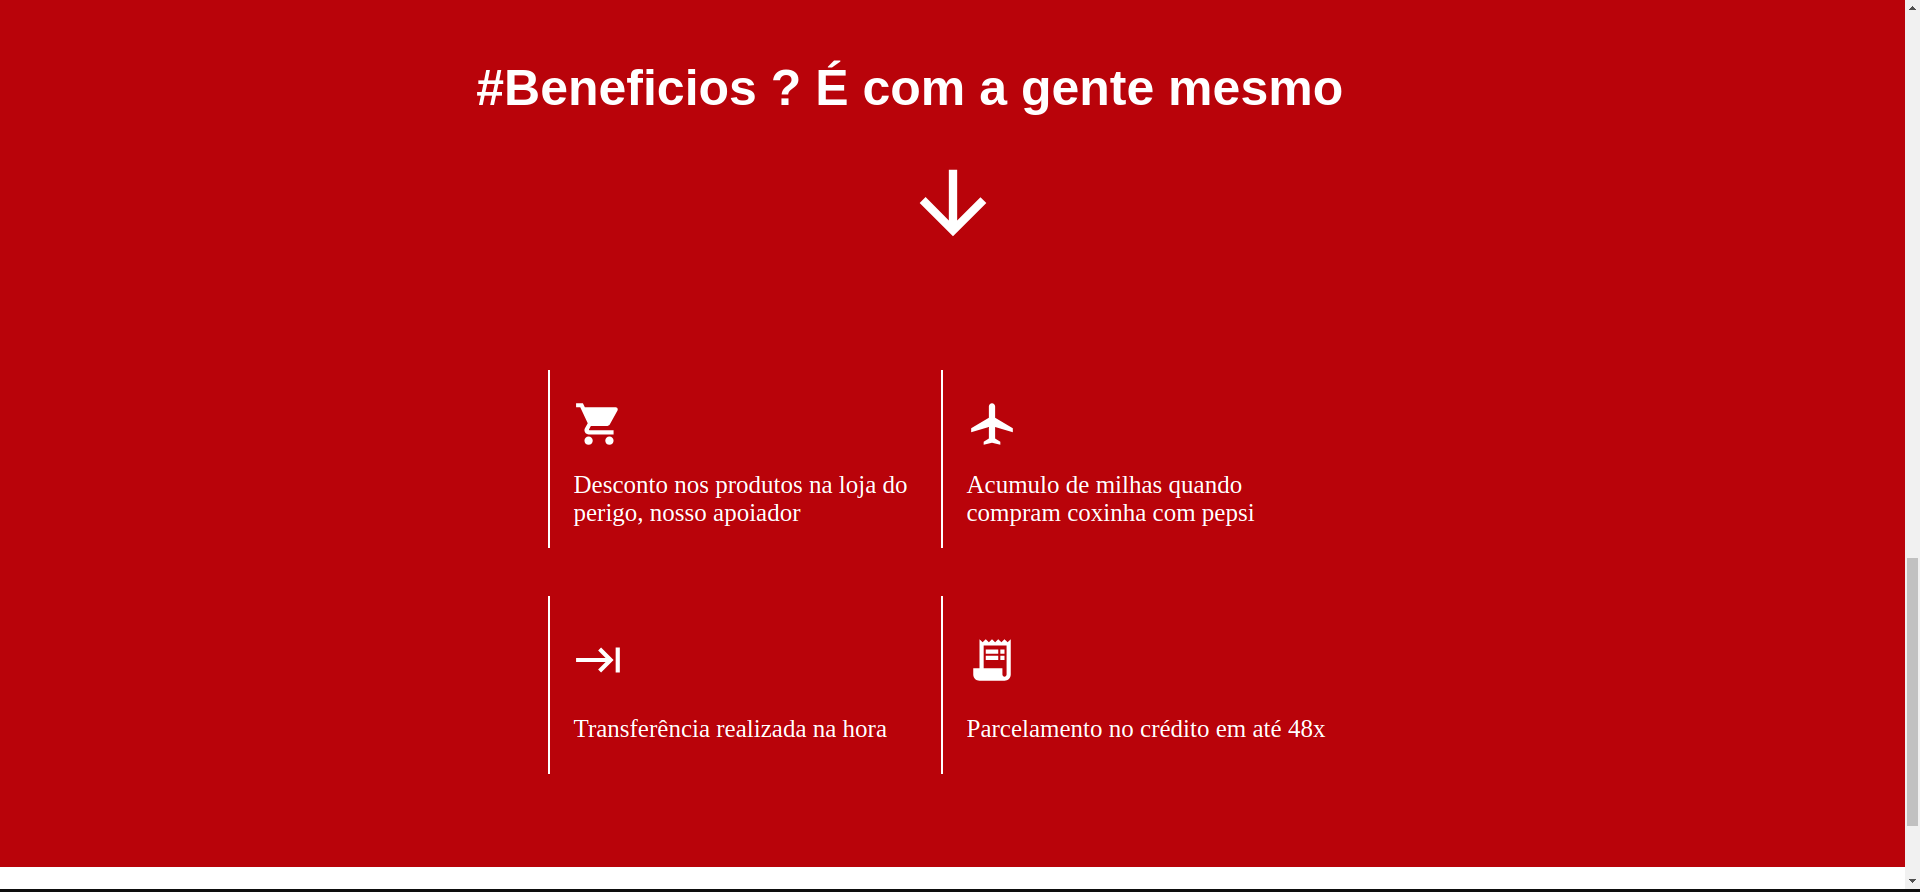 #Beneficios ? É com a gente mesmo
Desconto nos produtos na loja do
perigo, nosso apoiador
Acumulo de milhas quando
compram coxinha com pepsi
Transferência realizada na hora
Parcelamento no crédito em até 48x